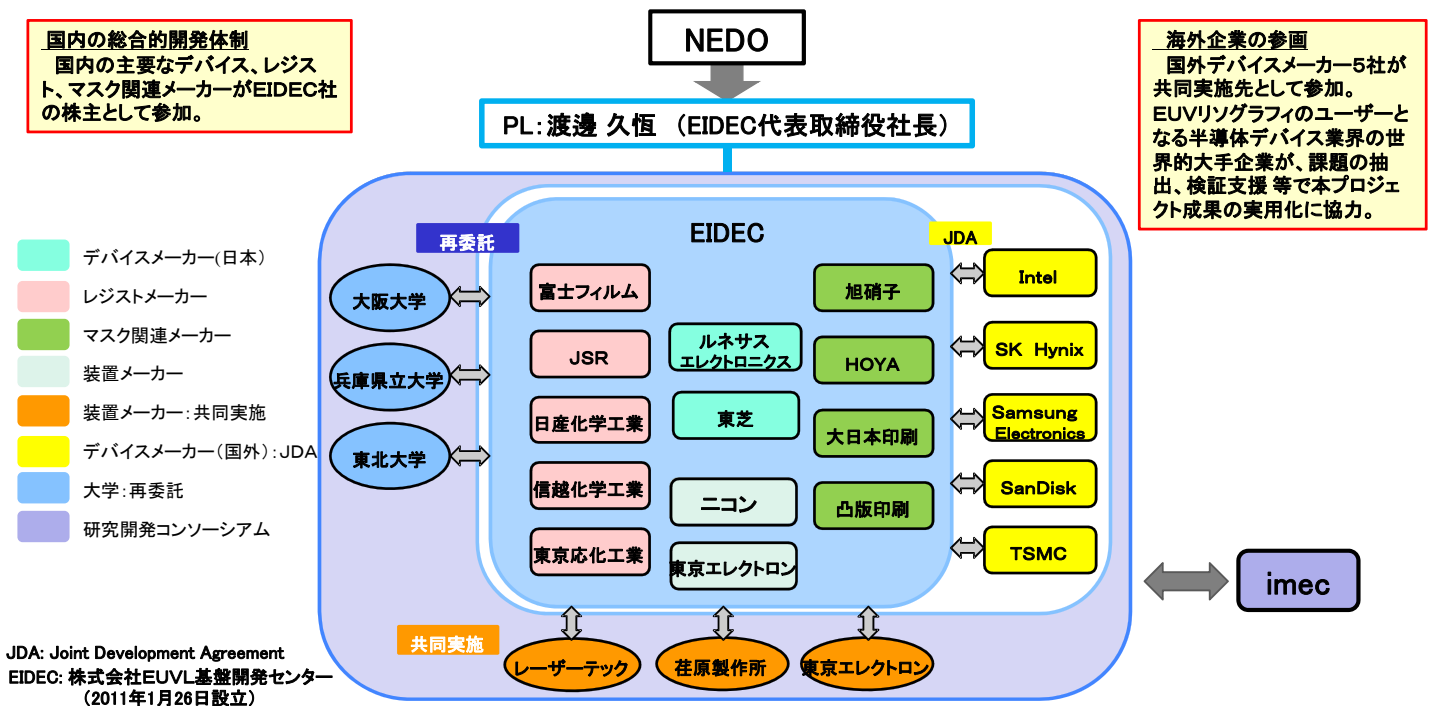 国内の総合的開発体制
国内の主要なデバイス、レジス
ト、マスク関連メーカーがEIDEC社
の株主として参加。
NEDO
PL：渡邊 久恒 （EIDEC代表取締役社長）
海外企業の参画
国外デバイスメーカー５社が
共同実施先として参加。
ＥＵＶリソグラフィのユーザーと
なる半導体デバイス業界の世
界的大手企業が、課題の抽
出、検証支援 等で本プロジェ
クト成果の実用化に協力。
デバイスメーカー(日本)
レジストメーカー
マスク関連メーカー
装置メーカー
装置メーカー：共同実施
デバイスメーカー（国外）：JDA
大学：再委託
研究開発コンソーシアム
再委託
大阪大学
兵庫県立大学
東北大学
EIDEC
富士フィルム
ＪＳＲ
日産化学工業
信越化学工業
東京応化工業
ルネサス
エレクトロニクス
東芝
ニコン
東京エレクトロン
旭硝子
HOYA
大日本印刷
凸版印刷
JDA
Intel
SK Hynix
Samsung
Electronics
SanDisk
TSMC
imec
共同実施
レーザーテック
荏原製作所
東京エレクトロン
JDA: Joint Development Agreement
EIDEC: 株式会社ＥＵＶＬ基盤開発センター
（2011年1月26日設立）